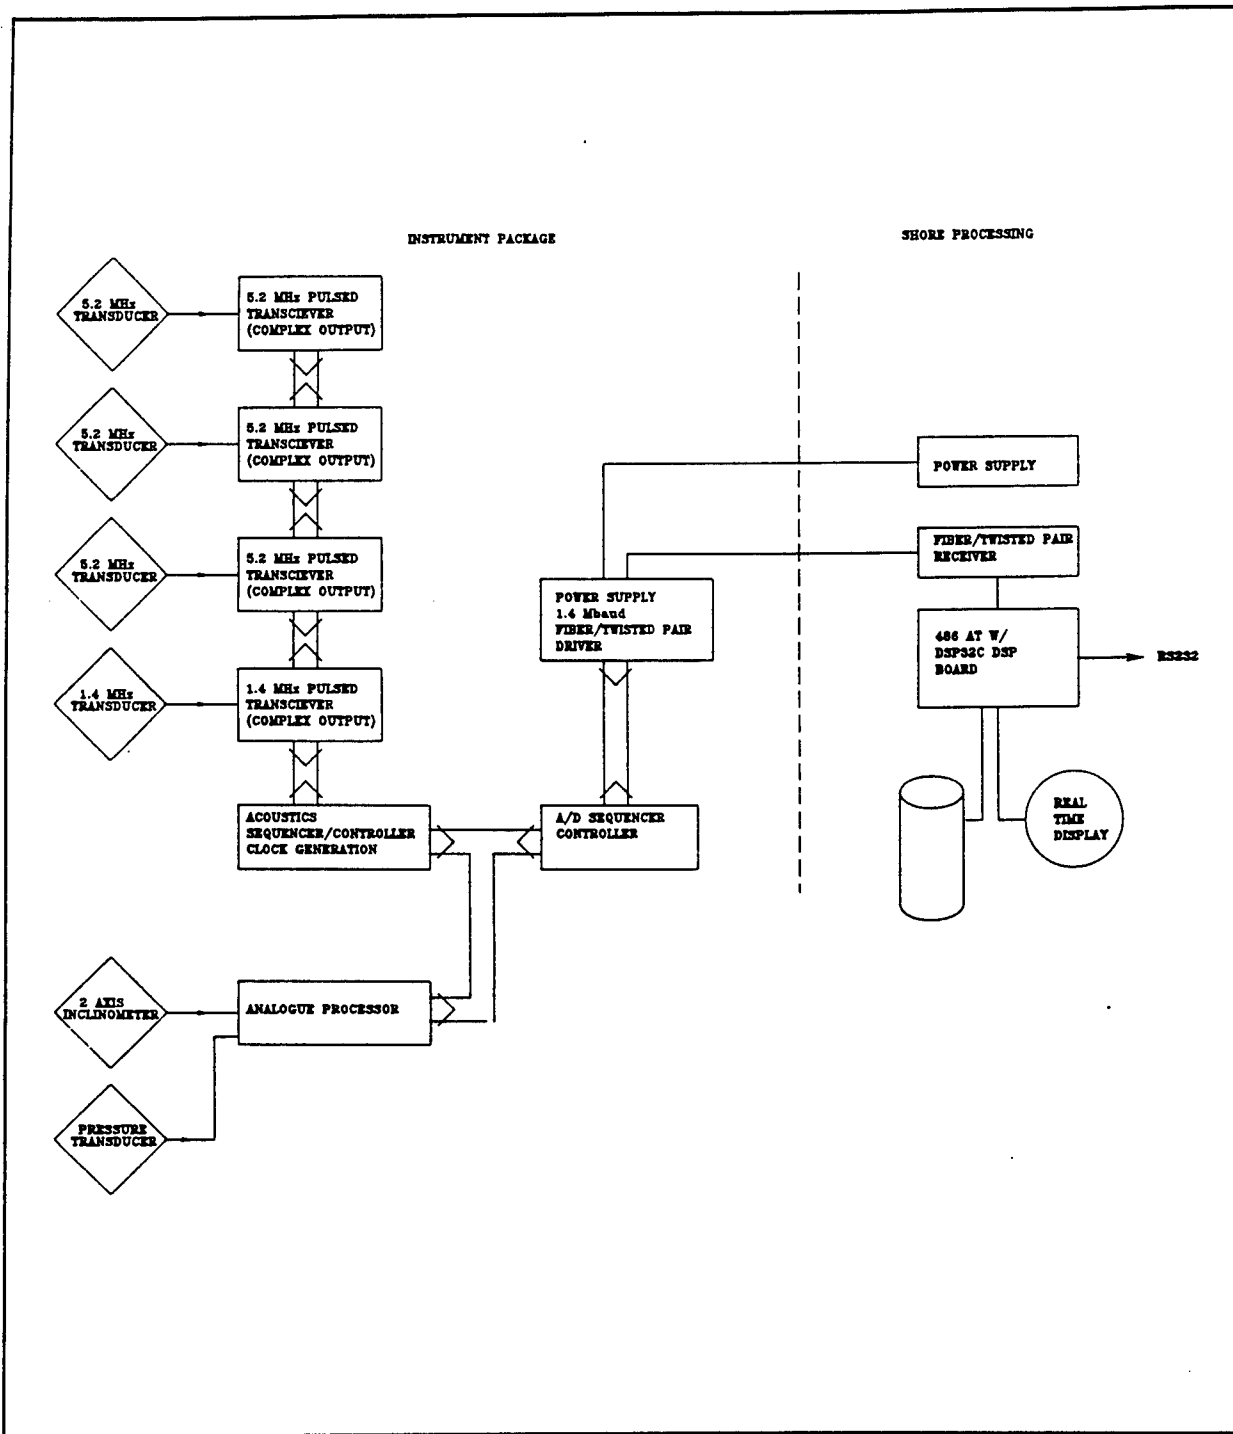 INSTRUMENT PACKAGE
SHORE PROCESSING
5.2 MHz
TRANSDUCER
5.2 MHz PULSED
TRANSCIEVER
(COMPLEX OUTPUT)
5.2 MHz
TRANSDUCER
5.2 MHz PULSED
TRANSCIEVER
(COMPLEX OUTPUT)
5.2 MHz
TRANSDUCER
5.2 MHz PULSED
TRANSCIEVER
(COMPLEX OUTPUT)
1.4 MHz
TRANSDUCER
1.4 MHz PULSED
TRANSCIEVER
(COMPLEX OUTPUT)
ACOUSTICS
SEQUENCER/CONTROLLER
CLOCK GENERATION
A/D SEQUENCER
CONTROLLER
POWER SUPPLY
1.4 Mbaud
FIBER/TWISTED PAIR
DRIVER
POWER SUPPLY
FIBER/TWISTED PAIR
RECEIVER
486 AT W/
DSP32C DSP
BOARD
RS232
REAL
TIME
DISPLAY
2 AXIS
INCLINOMETER
ANALOGUE PROCESSOR
PRESSURE
TRANSDUCER